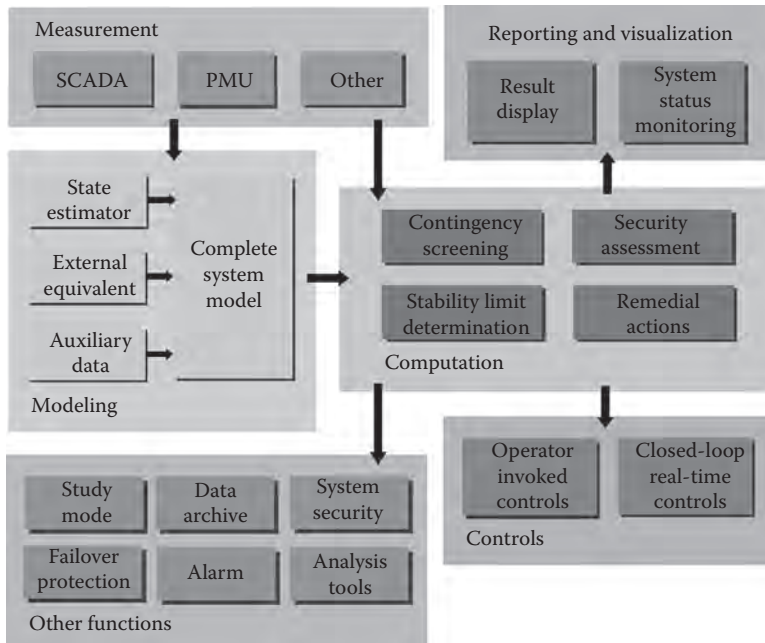 Measurement
SCADA
PMU
Other
Reporting and visualization
Result
display
System
status
monitoring
State
estimator
External
equivalent
Auxiliary
data
Complete
system
model
Modeling
Contingency
screening
Security
assessment
Stability limit
determination
Remedial
actions
Computation
Study
mode
Data
archive
System
security
Failover
protection
Alarm
Analysis
tools
Other functions
Operator
invoked
controls
Closed-loop
real-time
controls
Controls